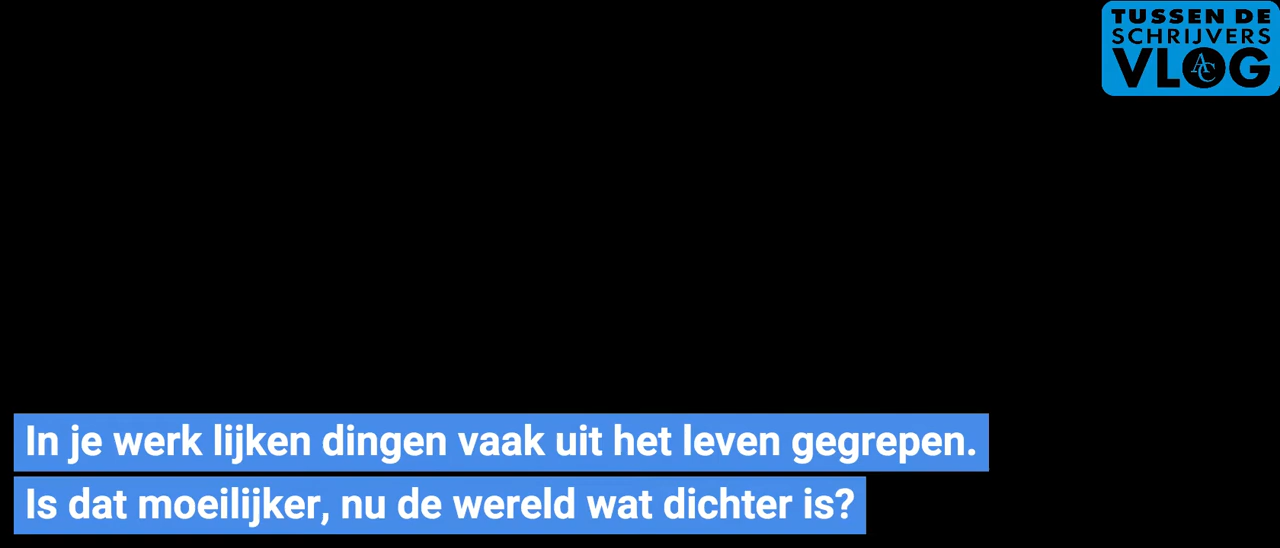 TUSSEN DE
SCHRIJVERS
VLOG
AC
In je werk lijken dingen vaak uit het leven gegrepen.
Is dat moeilijker, nu de wereld wat dichter is?